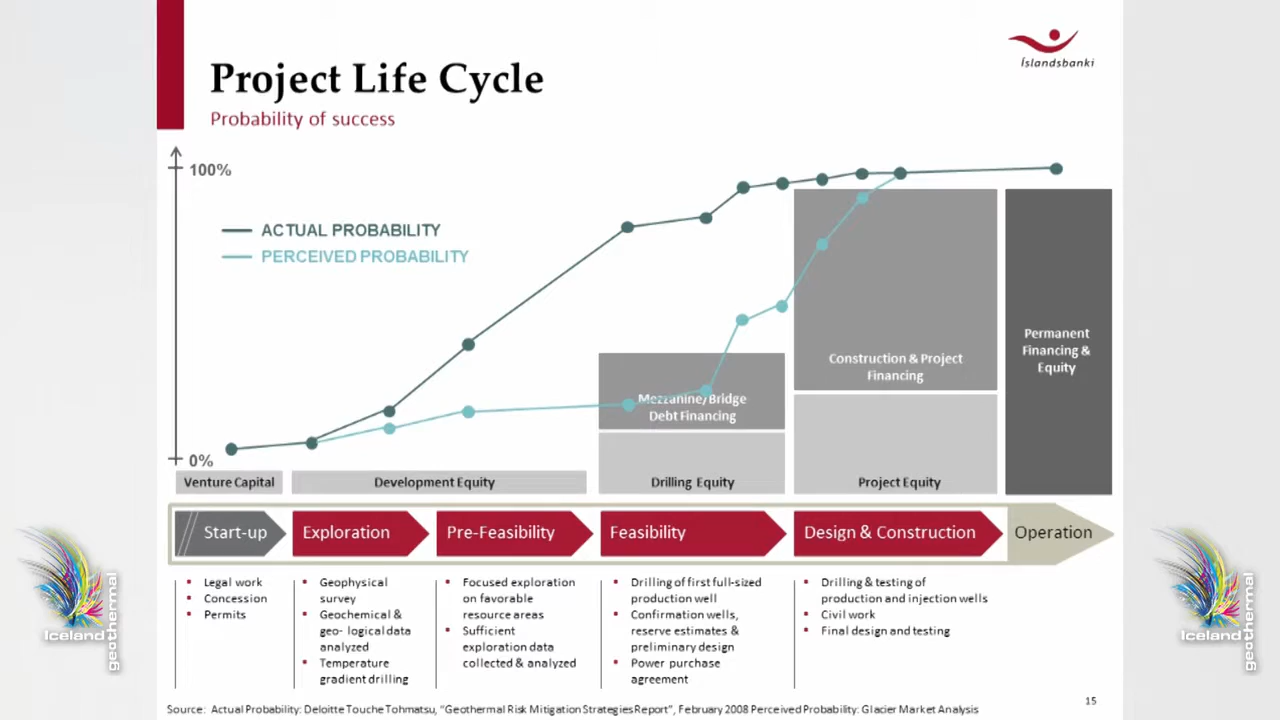 Íslandsbanki
Project Life Cycle
Probability of success
100%
ACTUAL PROBABILITY
PERCEIVED PROBABILITY
0%
Permanent
Financing &
Equity
Construction & Project
Financing
Mezzanine/Bridge
Debt Financing
Venture Capital
Development Equity
Drilling Equity
Project Equity
Start-up
Exploration
Pre-Feasibility
Feasibility
Design & Construction
Operation
Legal work
Concession
Permits
Geophysical
survey
Geochemical &
geo- logical data
analyzed
Temperature
gradient drilling
Focused exploration
on favorable
resource areas
Sufficient
exploration data
collected & analyzed
Drilling of first full-sized
production well
Confirmation wells,
reserve estimates &
preliminary design
Power purchase
agreement
Drilling & testing of
production and injection wells
Civil work
Final design and testing
15
Source: Actual Probability: Deloitte Touche Tohmatsu, “Geothermal Risk Mitigation Strategies Report”, February 2008 Perceived Probability: Glacier Market Analysis
Iceland
geothermal
Iceland
geothermal